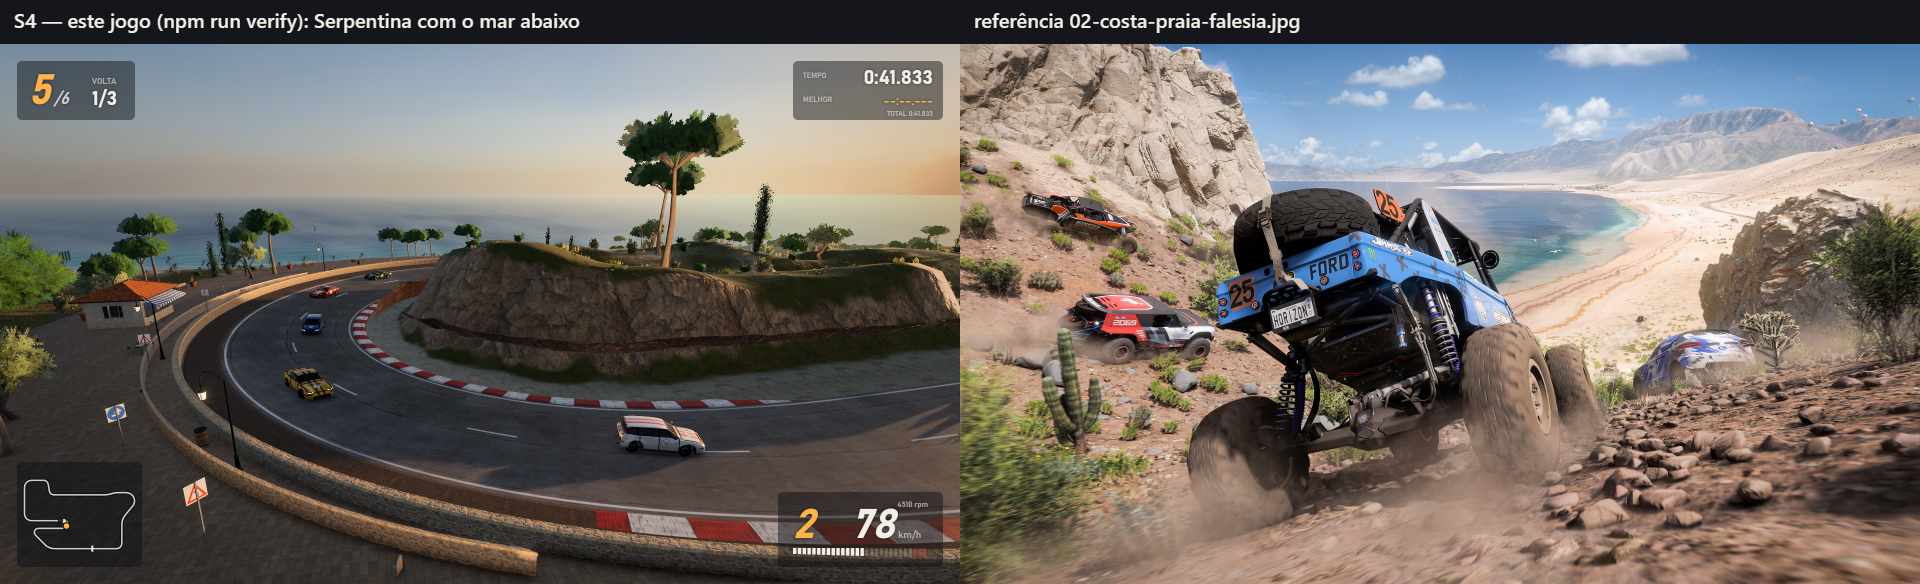 S4 — este jogo (npm run verify): Serpentina com o mar abaixo
referência 02-costa-praia-falesia.jpg
5/6
VOLTA
1/3
TEMPO
0:41.833
MELHOR
--:--.---
TOTAL 0:41.833
4510 rpm
2
78
km/h
25
25
FORD
HORIZON
2069